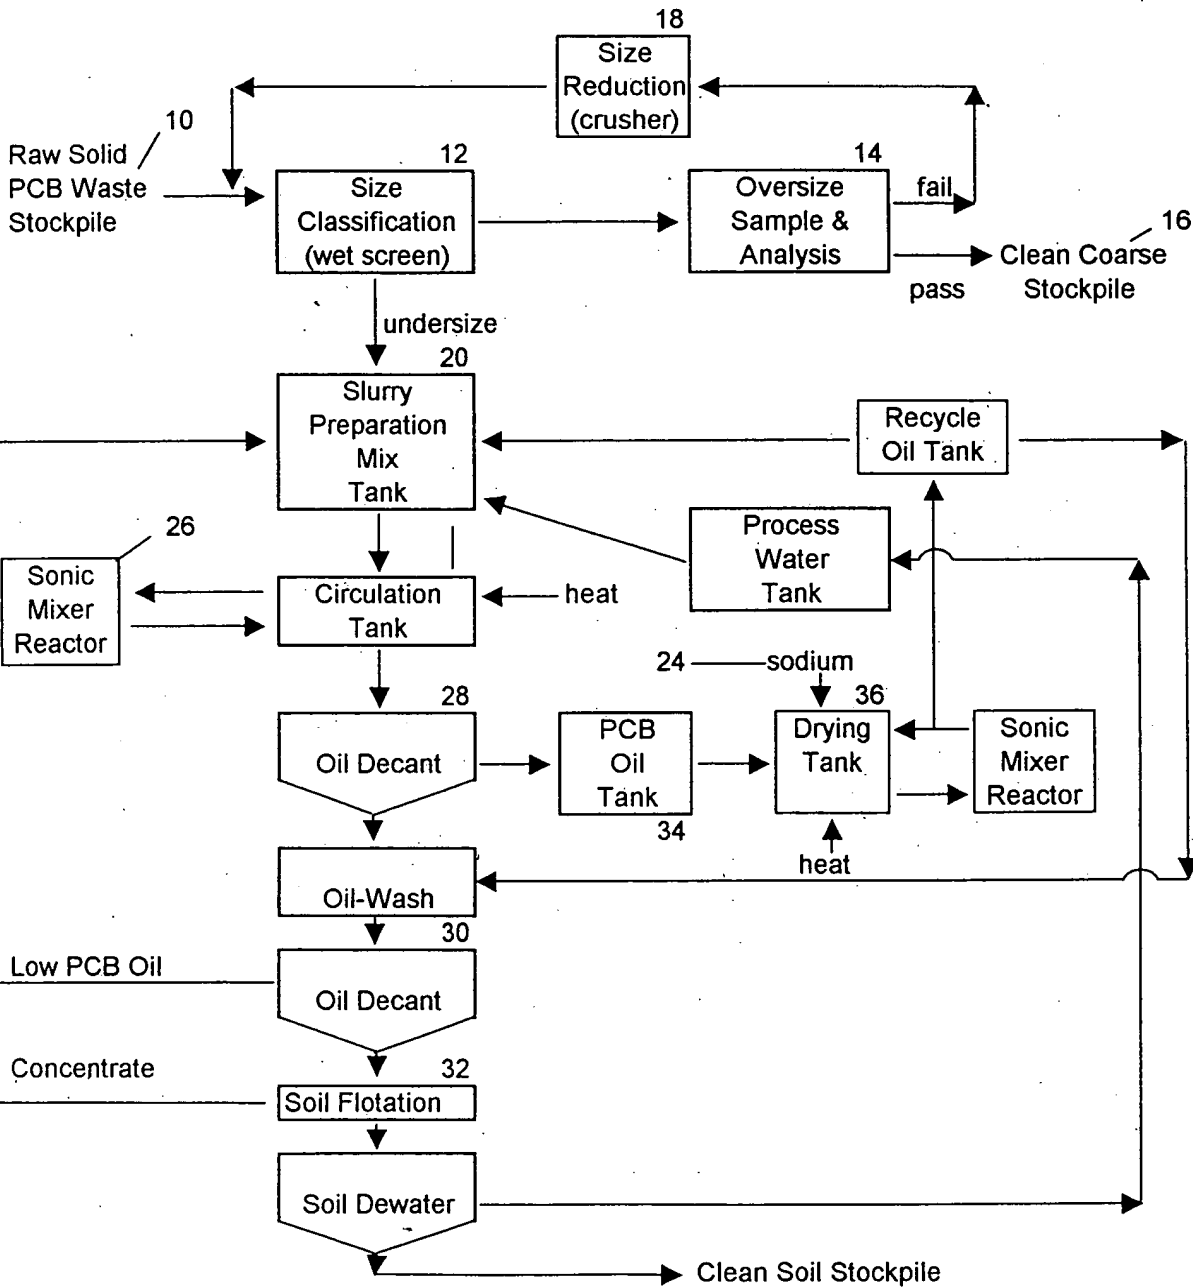 18
Size
Reduction
(crusher)
10
Raw Solid
PCB Waste
Stockpile
12
Size
Classification
(wet screen)
14
Oversize
Sample &
Analysis
fail
pass
16
Clean Coarse
Stockpile
undersize
20
Slurry
Preparation
Mix
Tank
Recycle
Oil Tank
Process
Water
Tank
26
Sonic
Mixer
Reactor
Circulation
Tank
heat
24
sodium
28
Oil Decant
PCB
Oil
Tank
34
36
Drying
Tank
Sonic
Mixer
Reactor
heat
Oil-Wash
30
Low PCB Oil
Oil Decant
Concentrate
32
Soil Flotation
Soil Dewater
Clean Soil Stockpile